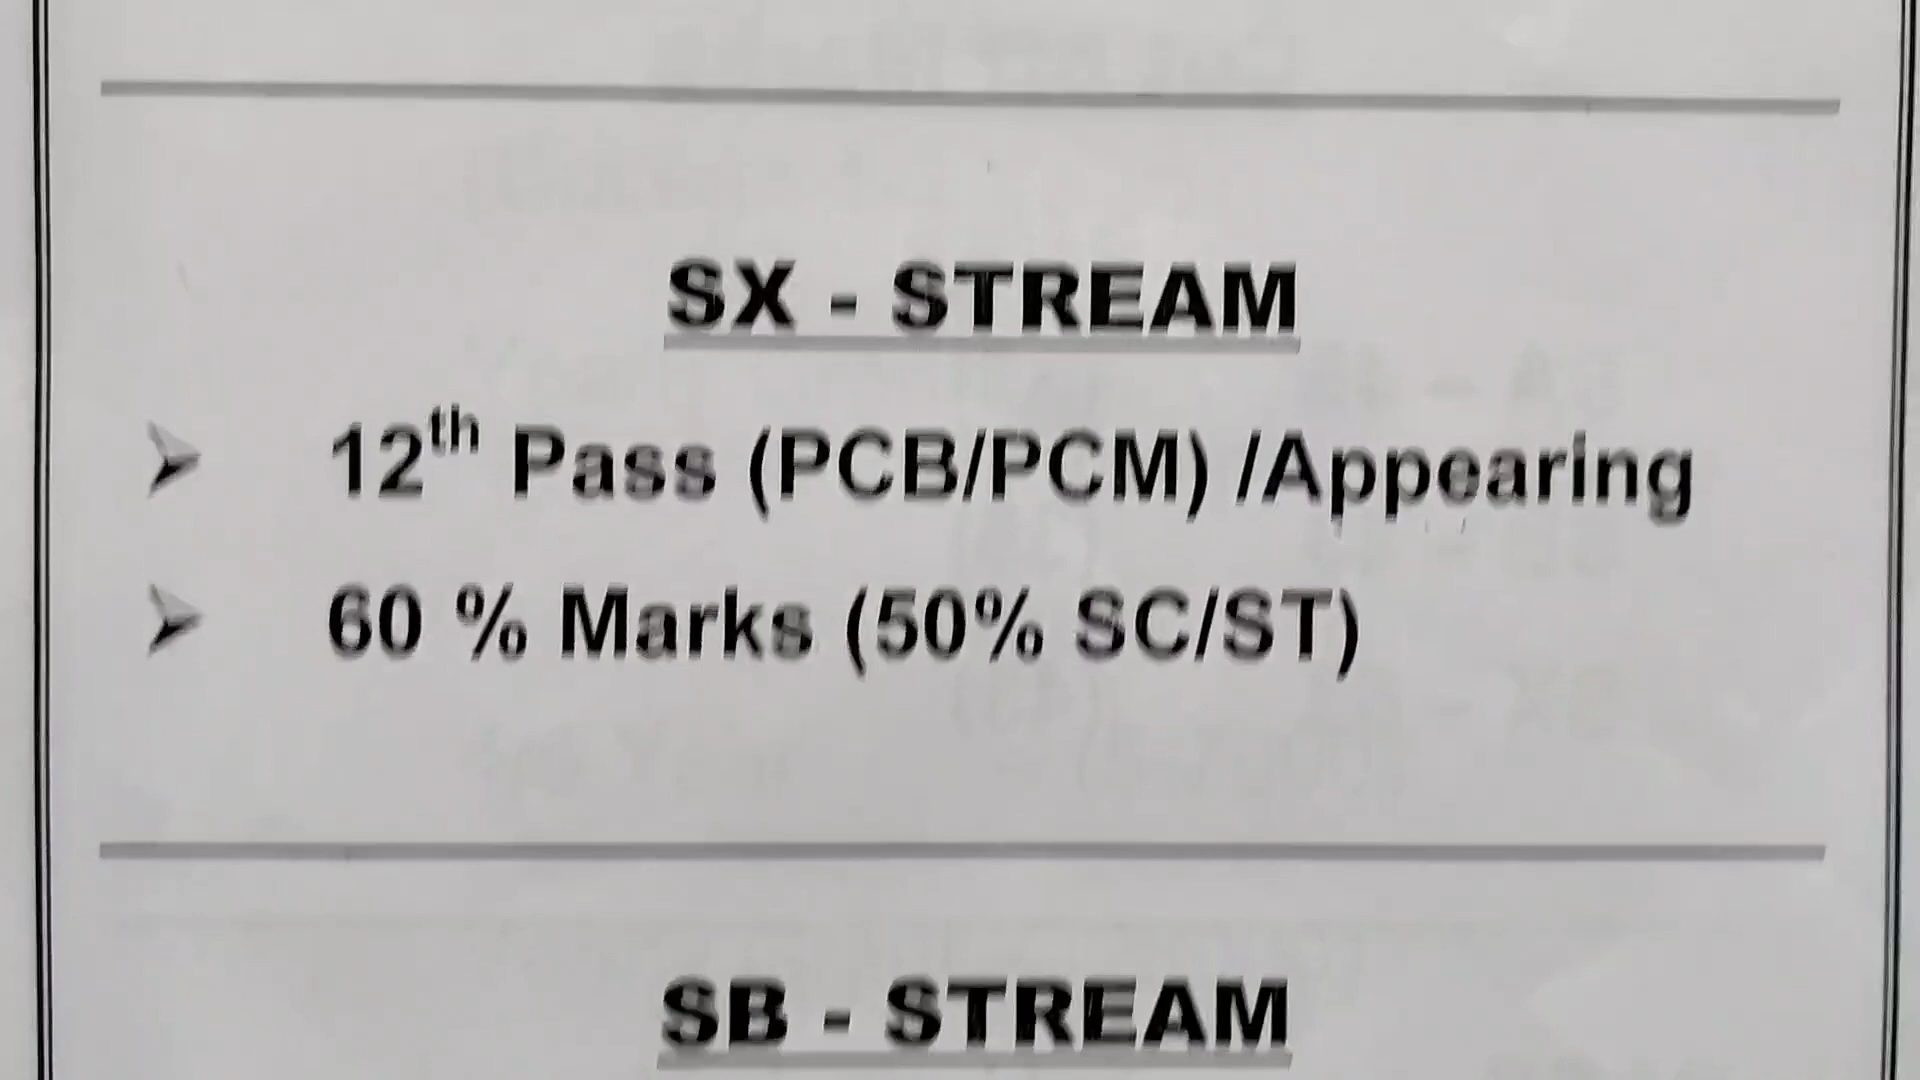 SX - STREAM
➢ 12th Pass (PCB/PCM) /Appearing
➢ 60 % Marks (50% SC/ST)
SB - STREAM